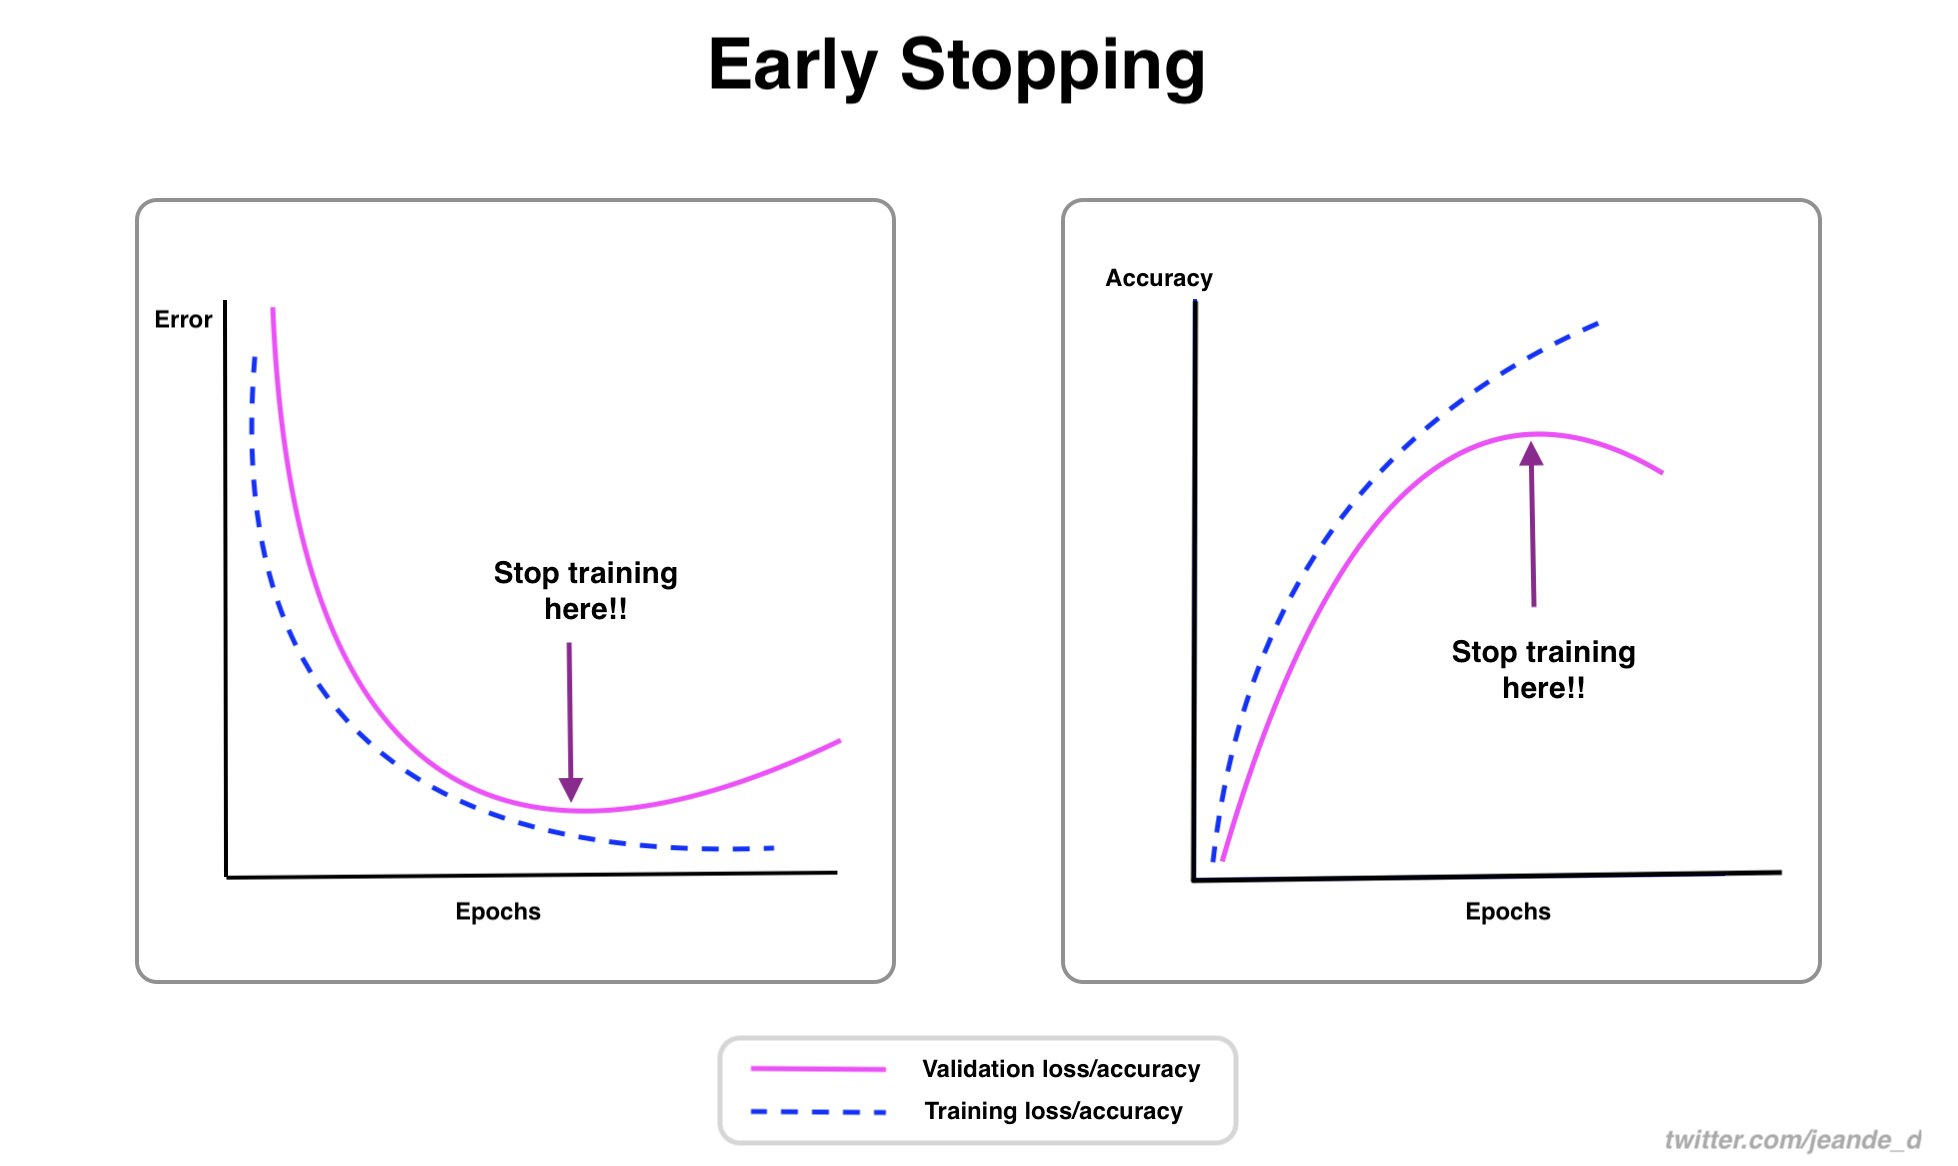 Early Stopping
Error
Stop training
here!!
Epochs
Accuracy
Stop training
here!!
Epochs
Validation loss/accuracy
Training loss/accuracy
twitter.com/jeande_d